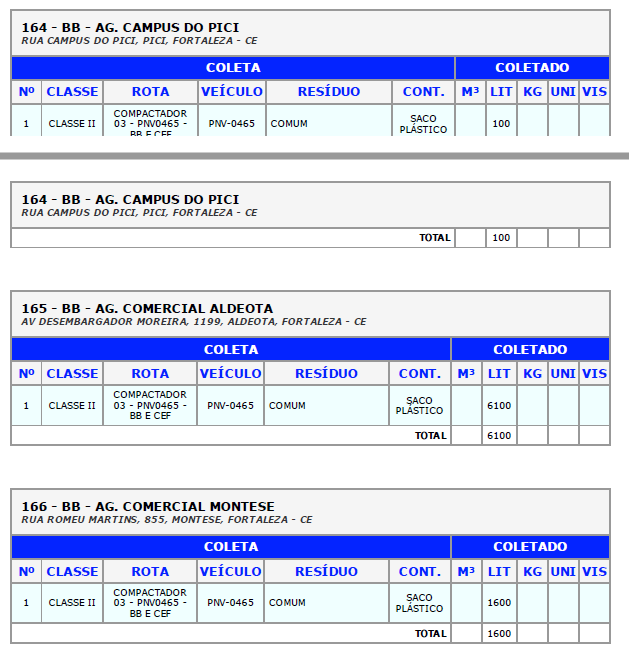 164 - BB - AG. CAMPUS DO PICI
RUA CAMPUS DO PICI, PICI, FORTALEZA - CE
COLETA COLETADO
Nº CLASSE ROTA VEÍCULO RESÍDUO CONT. M³ LIT KG UNI VIS
1 CLASSE II COMPACTADOR 03 - PNV0465 - BB E CEF PNV-0465 COMUM SACO PLÁSTICO 100
164 - BB - AG. CAMPUS DO PICI
RUA CAMPUS DO PICI, PICI, FORTALEZA - CE
TOTAL 100
165 - BB - AG. COMERCIAL ALDEOTA
AV DESEMBARGADOR MOREIRA, 1199, ALDEOTA, FORTALEZA - CE
COLETA COLETADO
Nº CLASSE ROTA VEÍCULO RESÍDUO CONT. M³ LIT KG UNI VIS
1 CLASSE II COMPACTADOR 03 - PNV0465 - BB E CEF PNV-0465 COMUM SACO PLÁSTICO 6100
TOTAL 6100
166 - BB - AG. COMERCIAL MONTESE
RUA ROMEU MARTINS, 855, MONTESE, FORTALEZA - CE
COLETA COLETADO
Nº CLASSE ROTA VEÍCULO RESÍDUO CONT. M³ LIT KG UNI VIS
1 CLASSE II COMPACTADOR 03 - PNV0465 - BB E CEF PNV-0465 COMUM SACO PLÁSTICO 1600
TOTAL 1600